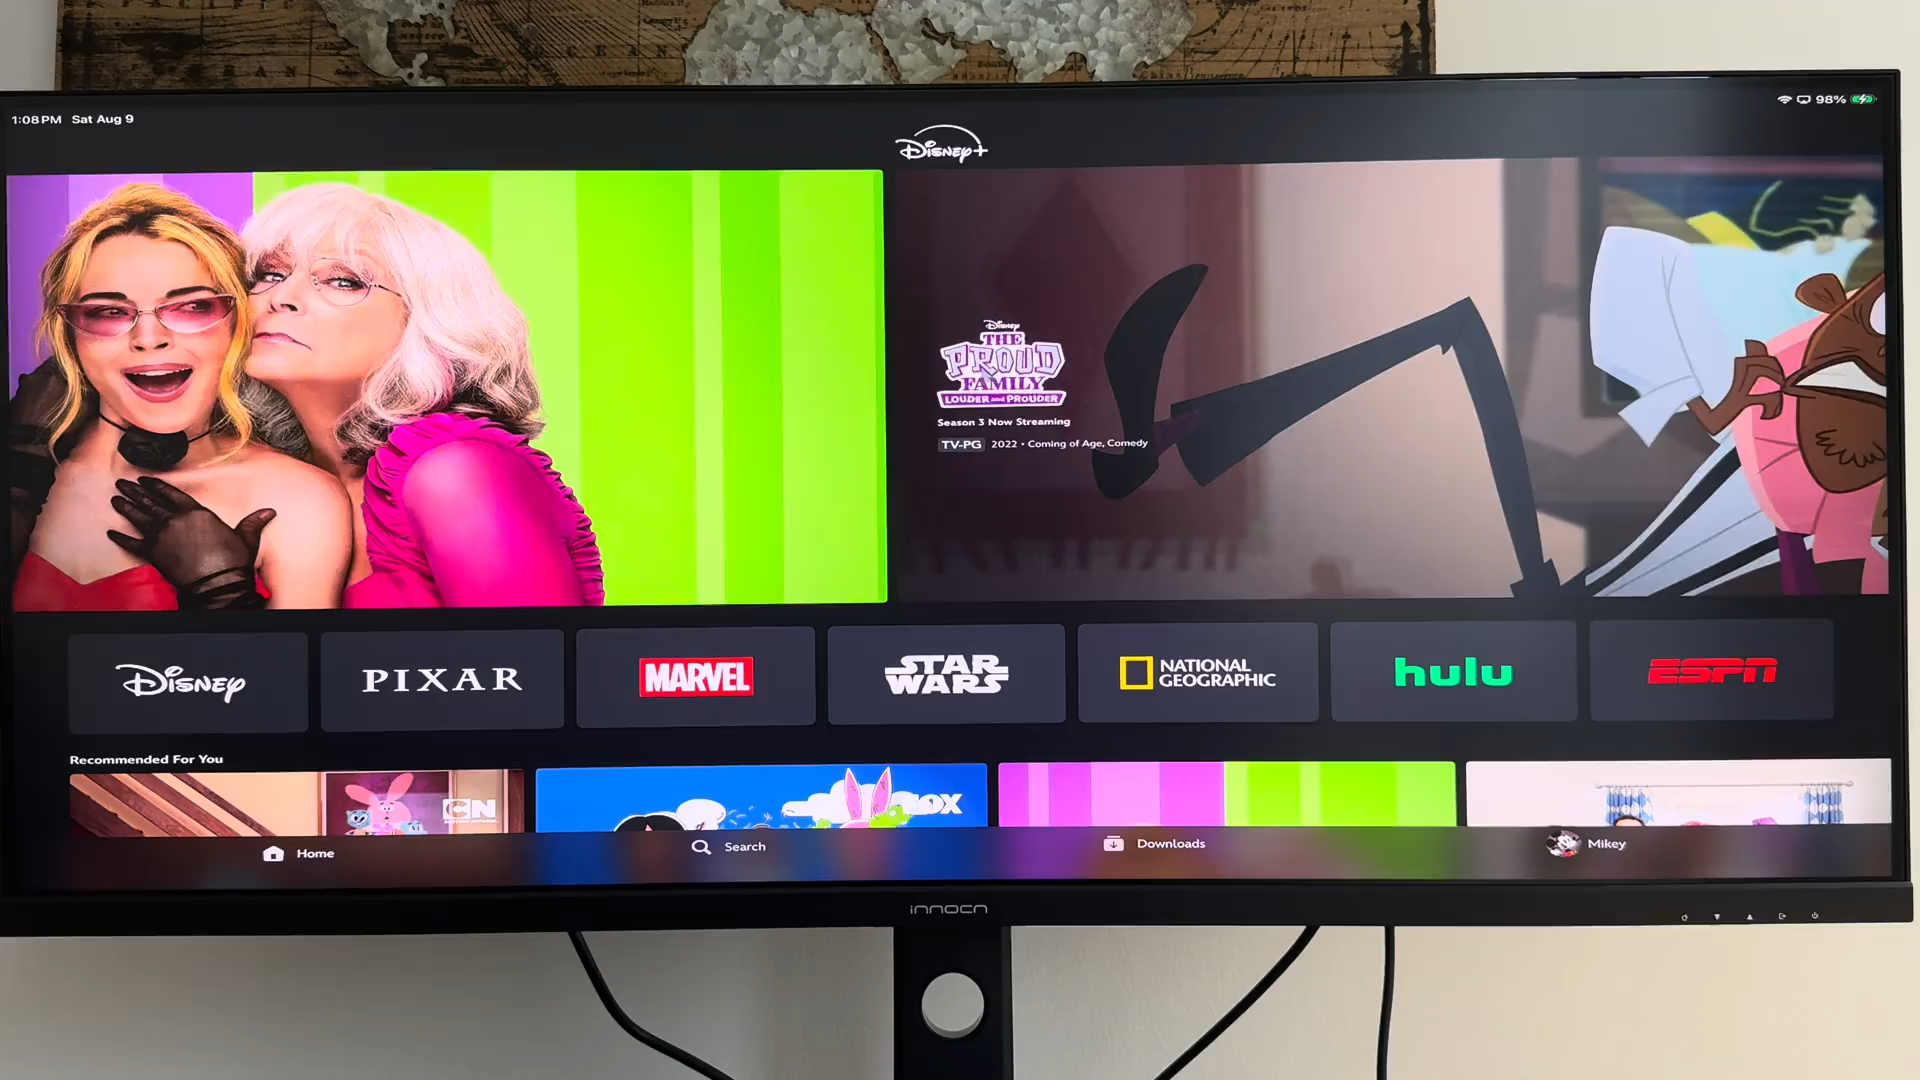 1:08 PM Sat Aug 9
98%
Disney+
Disney
THE
PROUD
FAMILY
LOUDER and PROUDER
Season 3 Now Streaming
TV-PG 2022 • Coming of Age, Comedy
Disney
PIXAR
MARVEL
STAR
WARS
NATIONAL
GEOGRAPHIC
hulu
ESPN
Recommended For You
CN
Home
Search
Downloads
Mikey
innocn